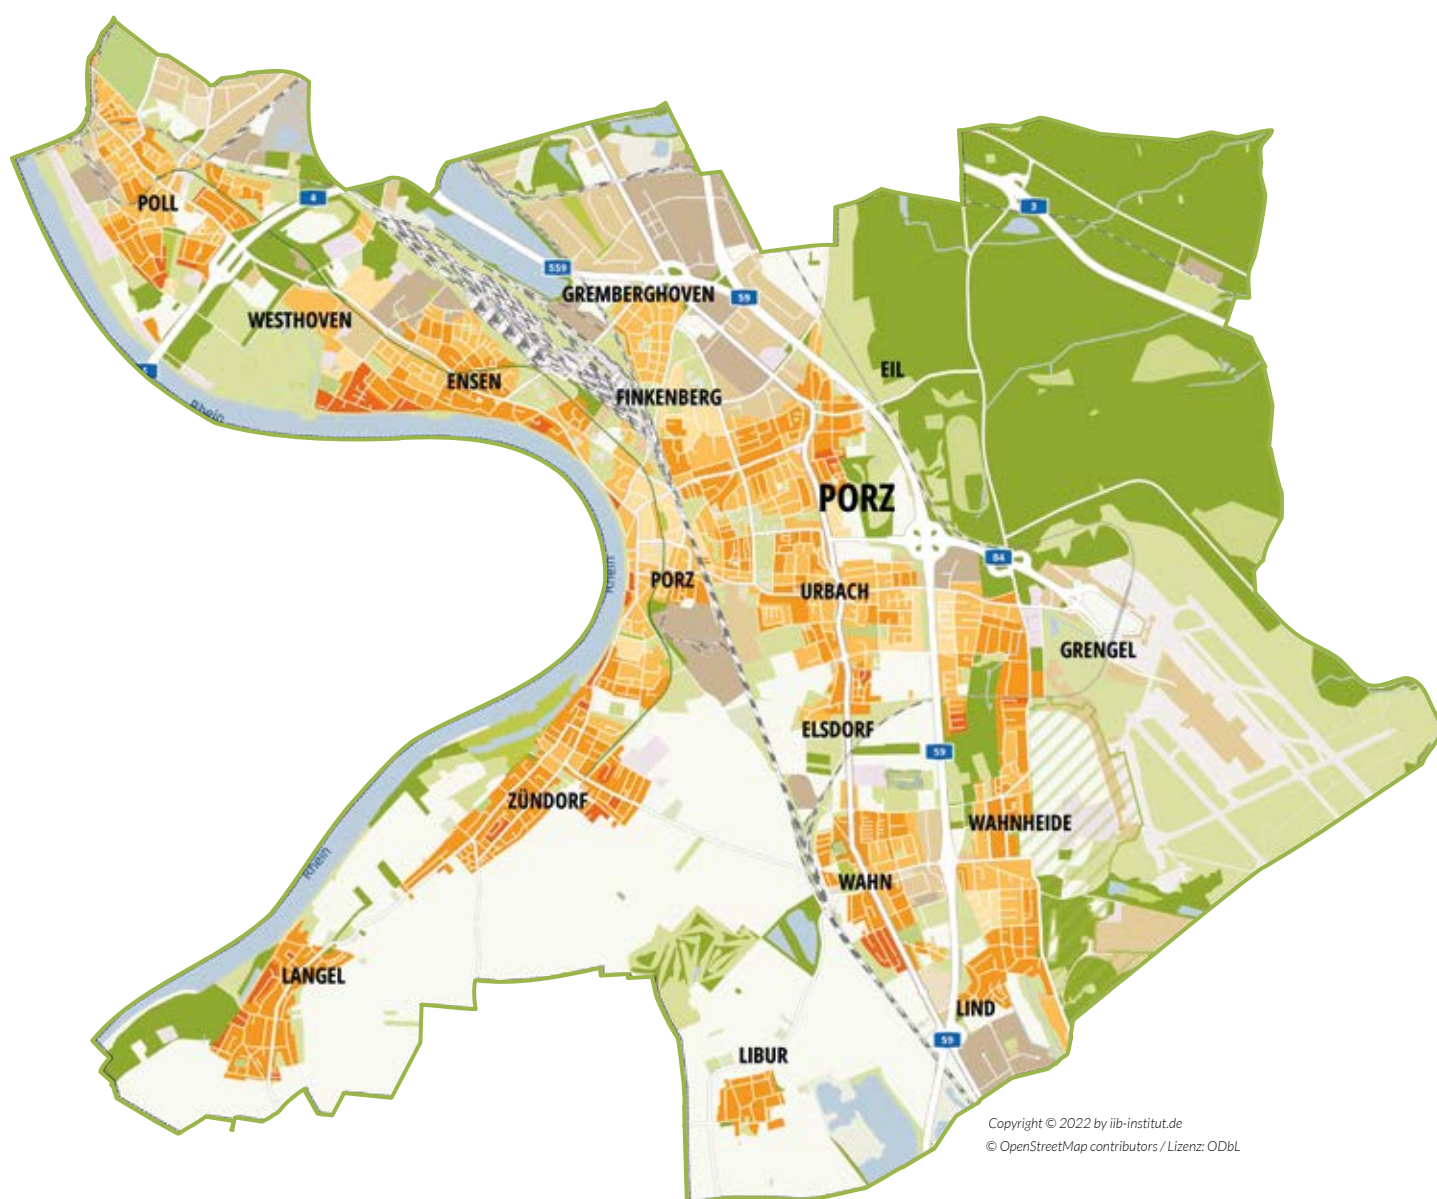 POLL
4
3
559
GREMBERGHOVEN
59
WESTHOVEN
EIL
ENSEN
FINKENBERG
Rhein
PORZ
84
Rhein
PORZ
URBACH
GRENGEL
ELSDORF
59
ZÜNDORF
WAHNHEIDE
Rhein
WAHN
LANGEL
LIND
59
LIBUR
Copyright © 2022 by iib-institut.de
© OpenStreetMap contributors / Lizenz: ODbL